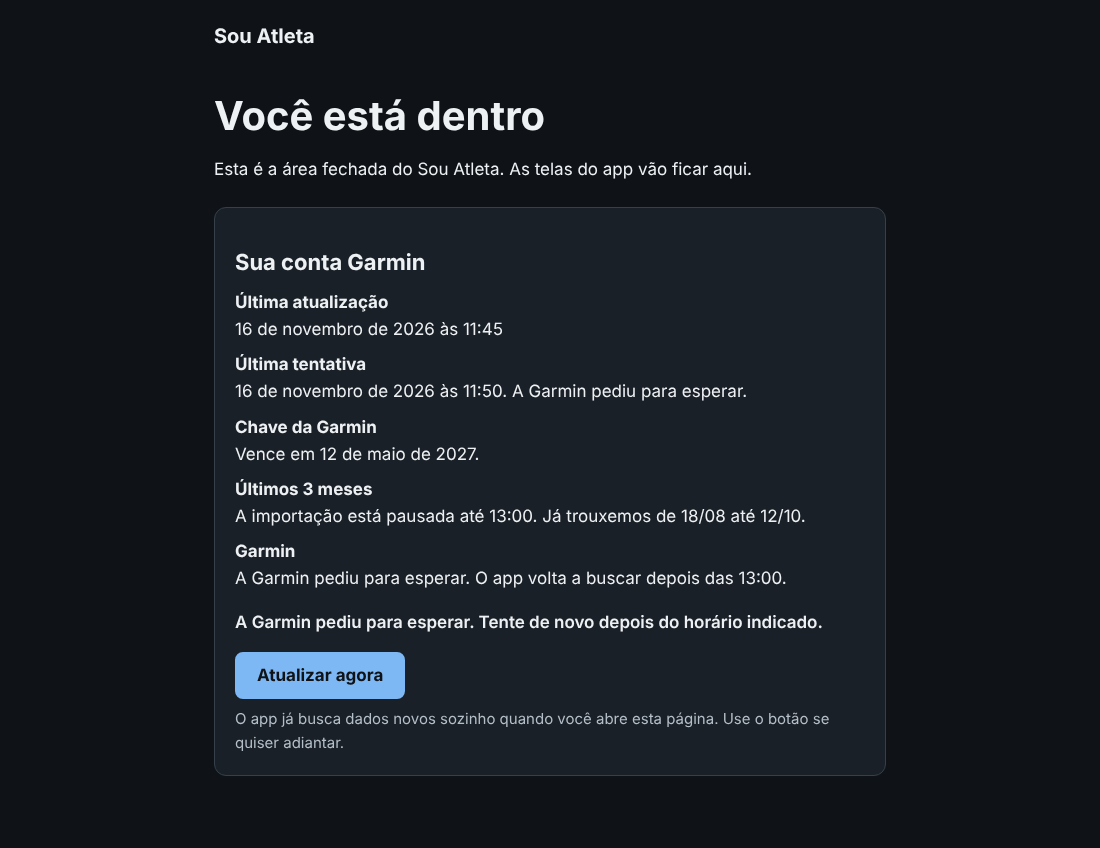 Sou Atleta
Você está dentro
Esta é a área fechada do Sou Atleta. As telas do app vão ficar aqui.
Sua conta Garmin
Última atualização
16 de novembro de 2026 às 11:45
Última tentativa
16 de novembro de 2026 às 11:50. A Garmin pediu para esperar.
Chave da Garmin
Vence em 12 de maio de 2027.
Últimos 3 meses
A importação está pausada até 13:00. Já trouxemos de 18/08 até 12/10.
Garmin
A Garmin pediu para esperar. O app volta a buscar depois das 13:00.
A Garmin pediu para esperar. Tente de novo depois do horário indicado.
Atualizar agora
O app já busca dados novos sozinho quando você abre esta página. Use o botão se
quiser adiantar.